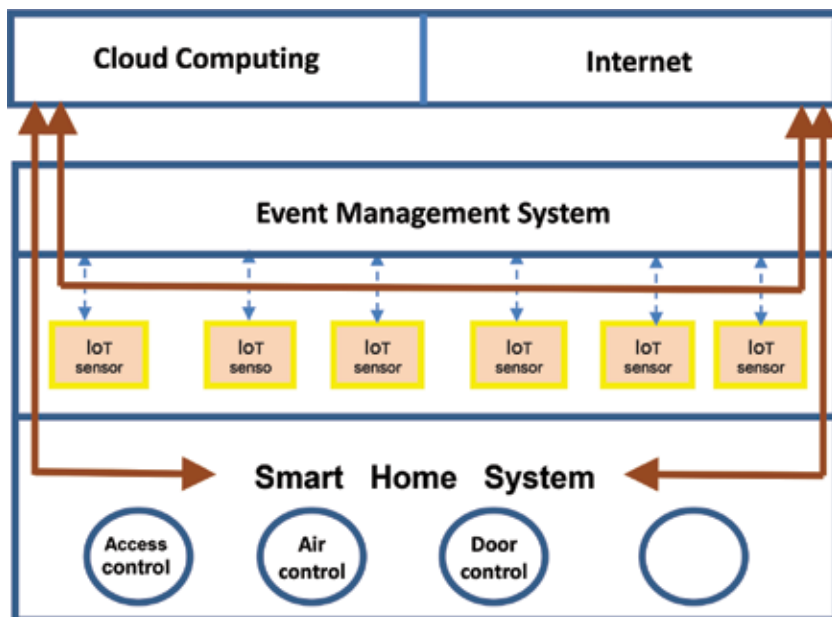 Cloud Computing
Internet
Event Management System
IoT
sensor
IoT
senso
IoT
sensor
IoT
sensor
IoT
sensor
IoT
sensor
Smart Home System
Access
control
Air
control
Door
control